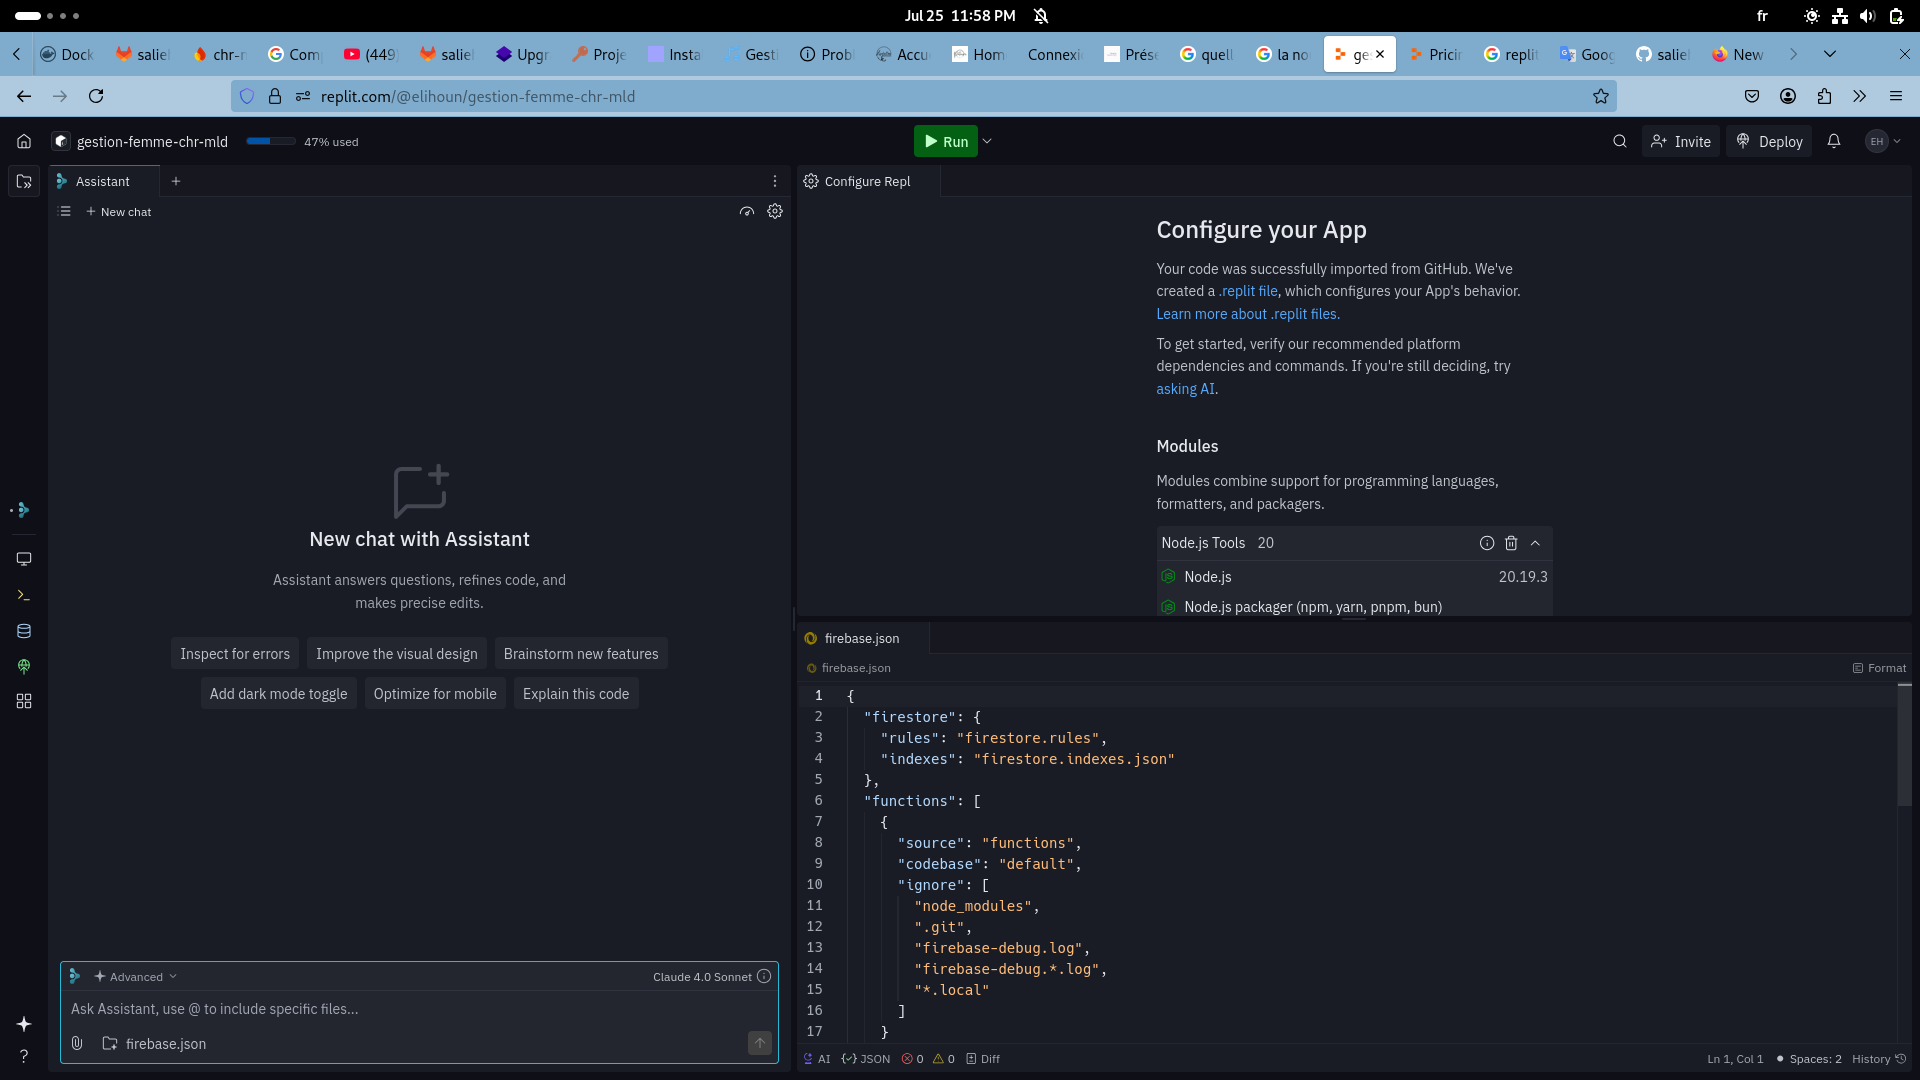 Jul 25 11:58 PM
fr
Dock
saliel
chr-r
Com
(449)
saliel
Upgr
Proje
Insta
Gesti
Prob
Accu
Hom
Connexi
Prés
quell
la no
ge
Pricin
replit
Goog
saliel
New
replit.com/@elihoun/gestion-femme-chr-mld
gestion-femme-chr-mld
47% used
Run
Invite
Deploy
EH
Assistant
New chat
New chat with Assistant
Assistant answers questions, refines code, and
makes precise edits.
Inspect for errors
Improve the visual design
Brainstorm new features
Add dark mode toggle
Optimize for mobile
Explain this code
Advanced
Claude 4.0 Sonnet
Ask Assistant, use @ to include specific files...
firebase.json
Configure Repl
Configure your App
Your code was successfully imported from GitHub. We've
created a .replit file, which configures your App's behavior.
Learn more about .replit files.
To get started, verify our recommended platform
dependencies and commands. If you're still deciding, try
asking AI.
Modules
Modules combine support for programming languages,
formatters, and packagers.
Node.js Tools 20
Node.js 20.19.3
Node.js packager (npm, yarn, pnpm, bun)
firebase.json
firebase.json
Format
1 {
2 "firestore": {
3 "rules": "firestore.rules",
4 "indexes": "firestore.indexes.json"
5 },
6 "functions": [
7 {
8 "source": "functions",
9 "codebase": "default",
10 "ignore": [
11 "node_modules",
12 ".git",
13 "firebase-debug.log",
14 "firebase-debug.*.log",
15 "*.local"
16 ]
17 }
AI
JSON
0
0
Diff
Ln 1, Col 1
Spaces: 2
History